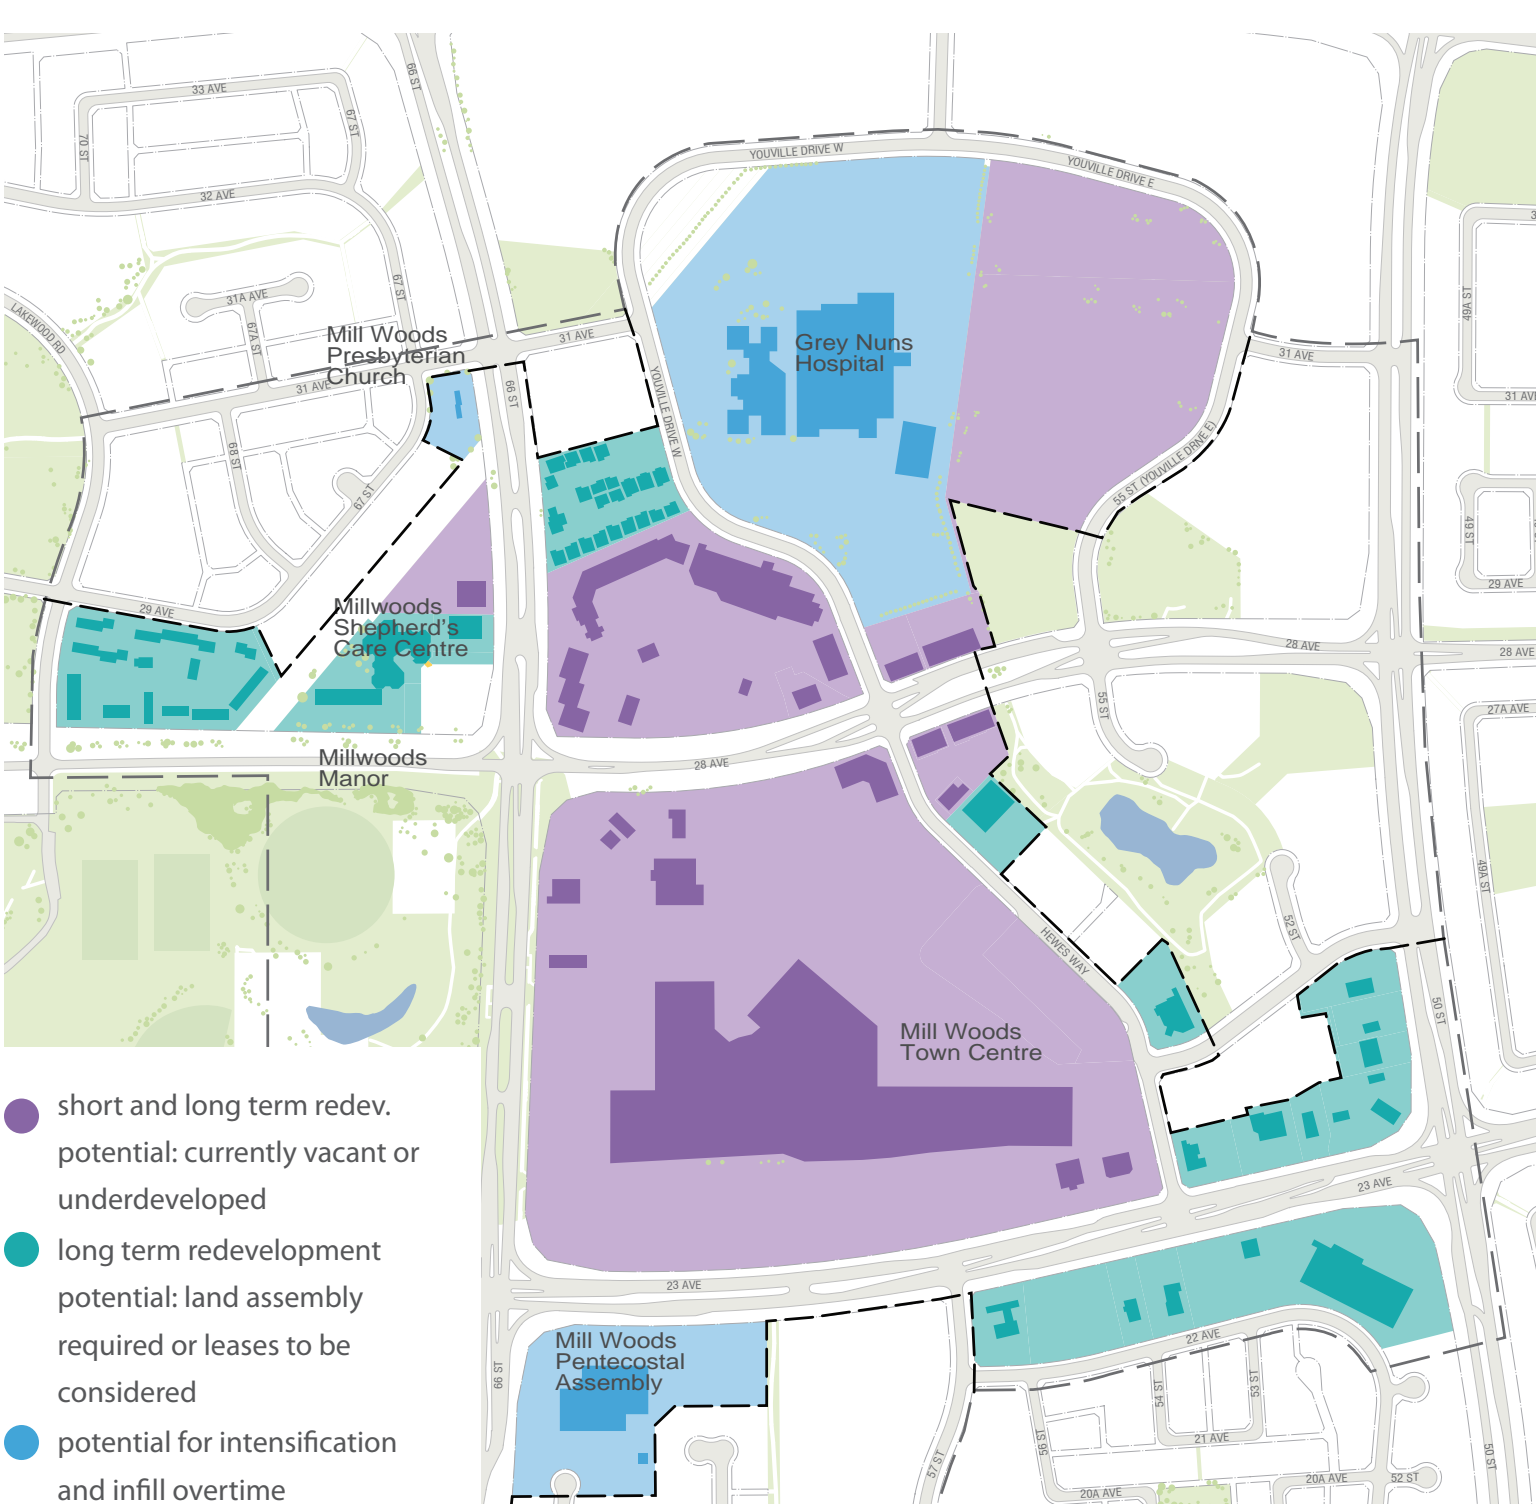 33 AVE
66 ST
67 ST
70 ST
32 AVE
YOUVILLE DRIVE W
YOUVILLE DRIVE E
67 ST
31A AVE
67A ST
LAKEWOOD RD
49A ST
Mill Woods
Presbyterian
Church
31 AVE
31 AVE
31 AVE
31 AVE
66 ST
YOUVILLE DRIVE W
Grey Nuns
Hospital
68 ST
67 ST
55 ST (YOUVILLE DRIVE E)
49 ST
29 AVE
29 AVE
Millwoods
Shepherd's
Care Centre
28 AVE
28 AVE
55 ST
27A AVE
Millwoods
Manor
28 AVE
49A ST
52 ST
HEWES WAY
50 ST
Mill Woods
Town Centre
short and long term redev.
potential: currently vacant or
underdeveloped
long term redevelopment
potential: land assembly
required or leases to be
considered
potential for intensification
and infill overtime
23 AVE
23 AVE
Mill Woods
Pentecostal
Assembly
66 ST
22 AVE
54 ST
53 ST
56 ST
21 AVE
57 ST
50 ST
20A AVE
20A AVE
52 ST